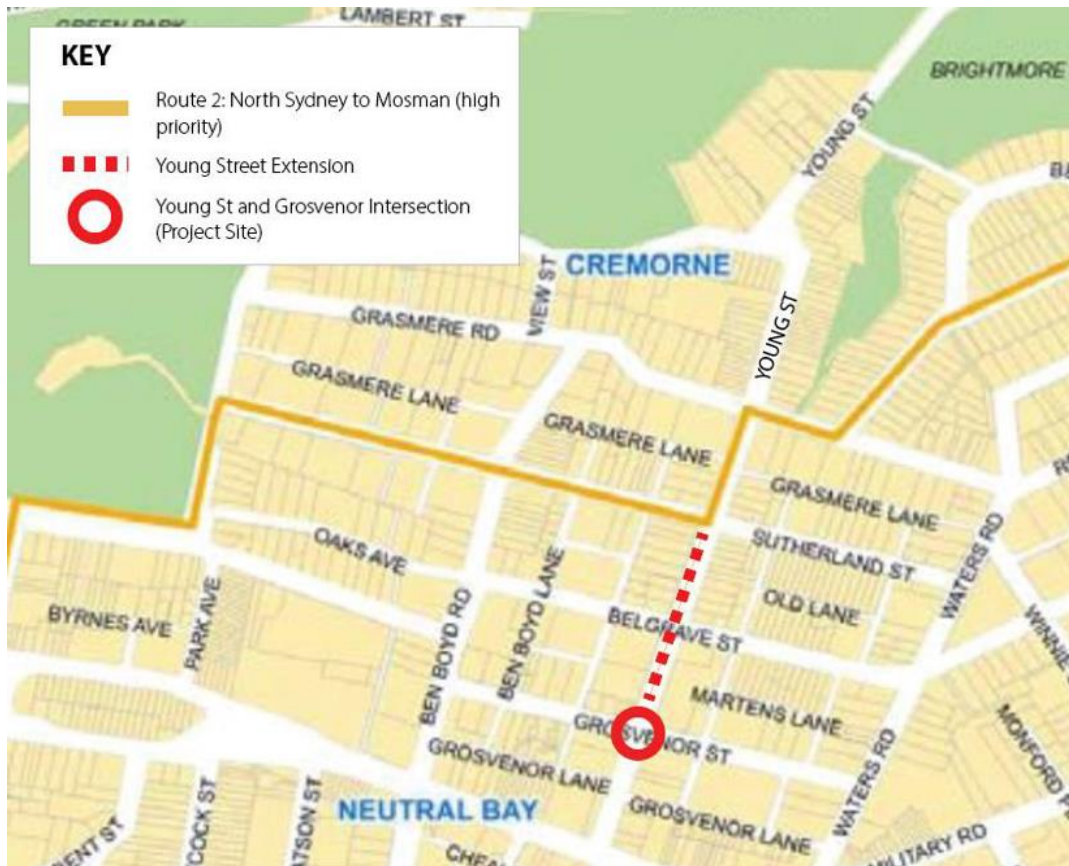 LAMBERT ST
GREEN PARK
KEY
Route 2: North Sydney to Mosman (high
priority)
Young Street Extension
Young St and Grosvenor Intersection
(Project Site)
BRIGHTMORE
YOUNG ST
CREMORNE
VIEW ST
GRASMERE RD
YOUNG ST
GRASMERE LANE
GRASMERE LANE
GRASMERE LANE
SUTHERLAND ST
WATERS RD
OAKS AVE
BEN BOYD LANE
OLD LANE
BYRNES AVE
PARK AVE
BEN BOYD RD
BELGRAVE ST
MARTENS LANE
GROSVENOR ST
GROSVENOR LANE
GROSVENOR LANE
WATERS RD
NEUTRAL BAY